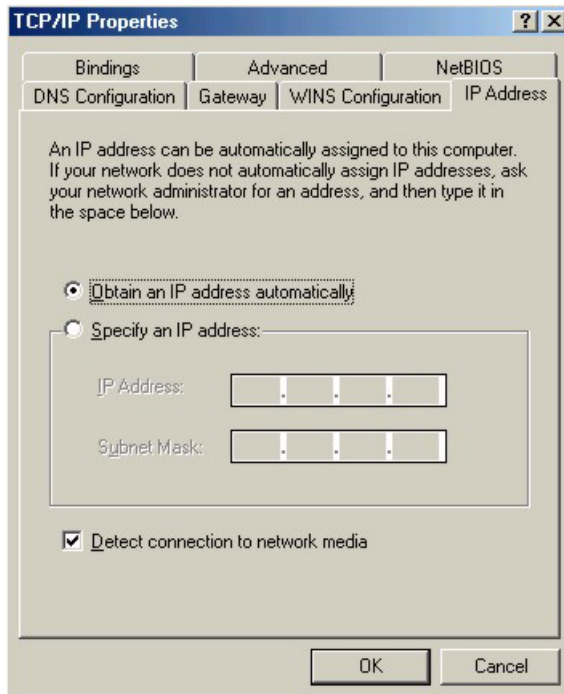 TCP/IP Properties
Bindings Advanced NetBIOS
DNS Configuration Gateway WINS Configuration IP Address
An IP address can be automatically assigned to this computer.
If your network does not automatically assign IP addresses, ask
your network administrator for an address, and then type it in
the space below.
Obtain an IP address automatically
Specify an IP address:
IP Address:
Subnet Mask:
Detect connection to network media
OK Cancel